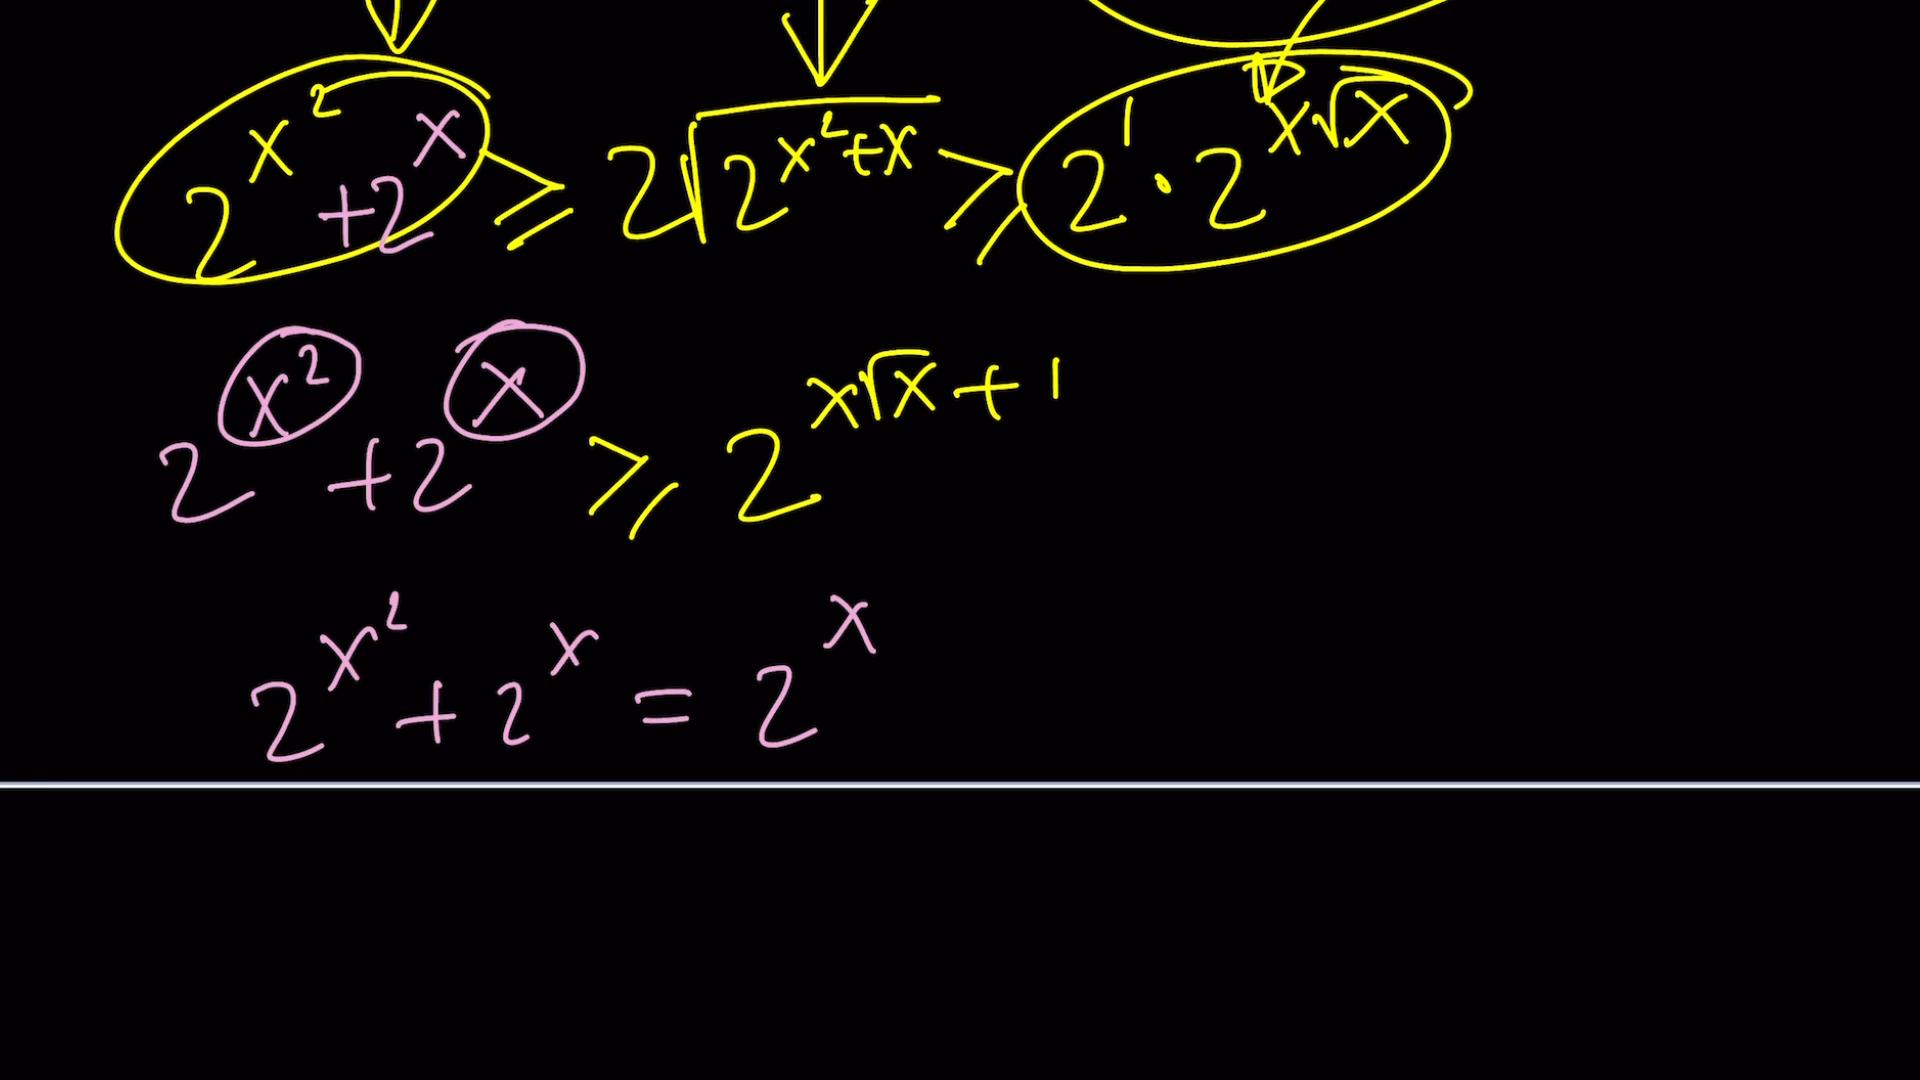 2^{x^2} + 2^x ≥ 2√(2^{x^2+x}) ≥ 2^1 · 2^{x√x}
2^{x^2} + 2^x ≥ 2^{x√x + 1}
2^{x^2} + 2^x = 2^x